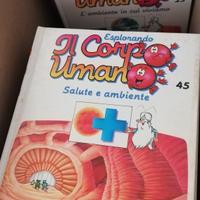 Umano
L'ambiente in cui viviamo
Esplorando
Il Corpo
Umano
45
Salute e ambiente